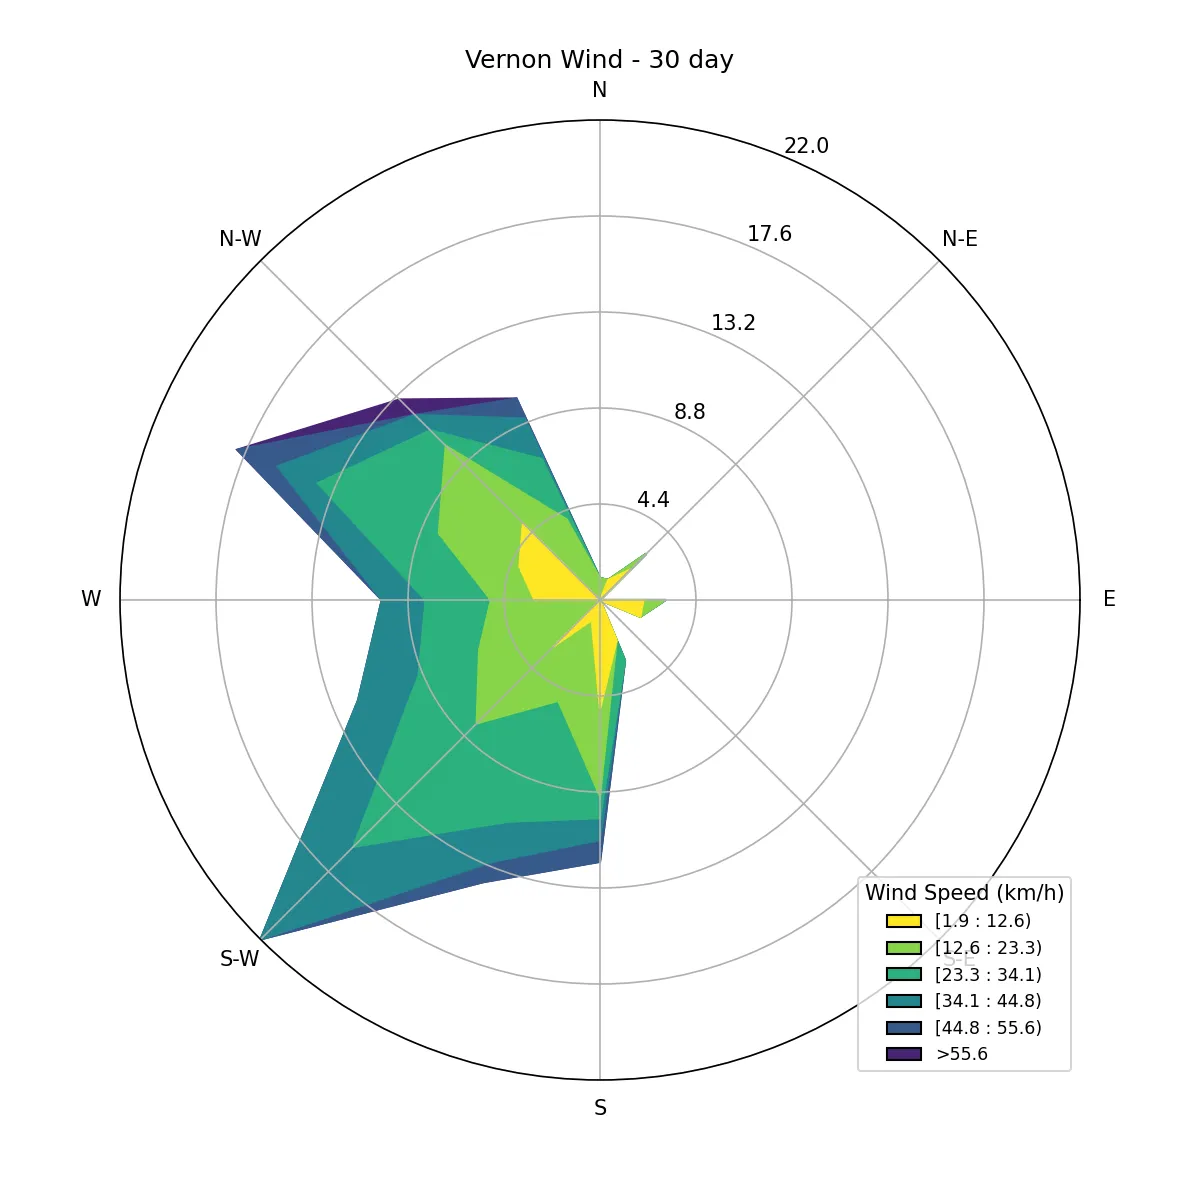 Vernon Wind - 30 day
N
22.0
17.6
N-W
N-E
13.2
8.8
4.4
W
E
S-W
S-E
S
Wind Speed (km/h)
[1.9 : 12.6)
[12.6 : 23.3)
[23.3 : 34.1)
[34.1 : 44.8)
[44.8 : 55.6)
>55.6